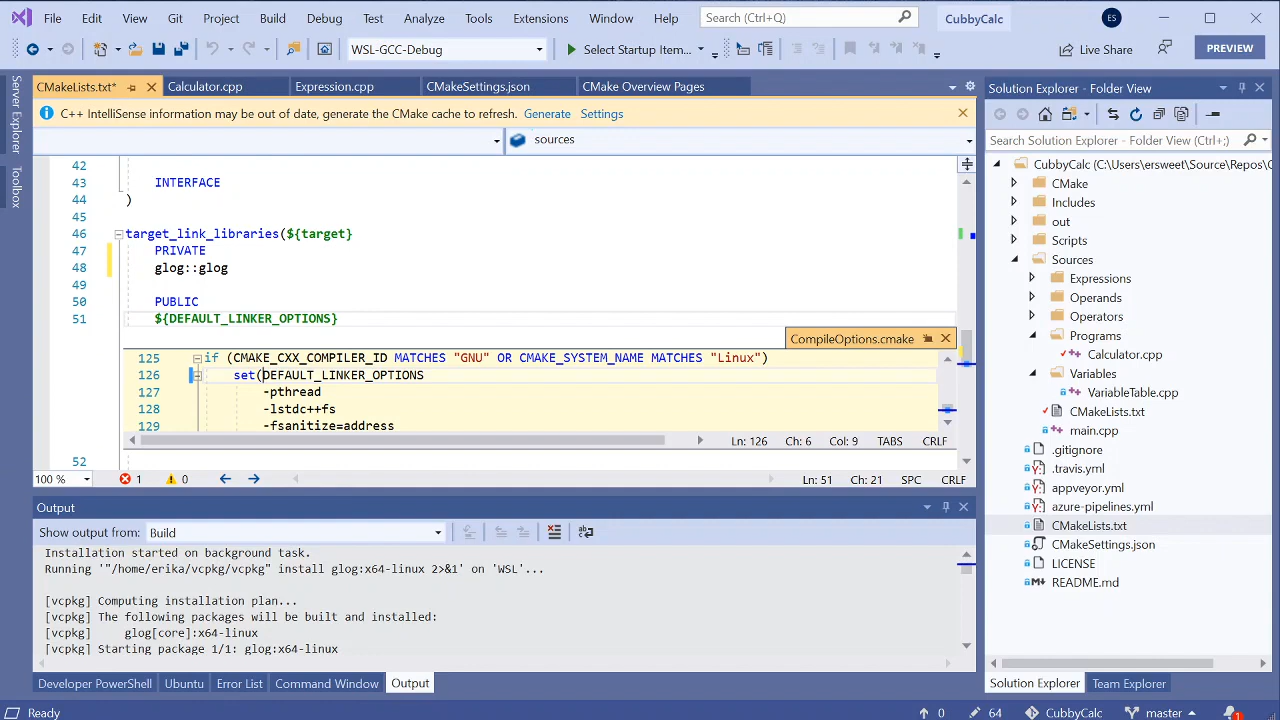 File Edit View Git Project Build Debug Test Analyze Tools Extensions Window Help Search (Ctrl+Q) CubbyCalc ES
WSL-GCC-Debug Select Startup Item... Live Share PREVIEW
Server Explorer
Toolbox
CMakeLists.txt* Calculator.cpp Expression.cpp CMakeSettings.json CMake Overview Pages
C++ IntelliSense information may be out of date, generate the CMake cache to refresh. Generate Settings
sources
42
43 INTERFACE
44 )
45
46 target_link_libraries(${target}
47 PRIVATE
48 glog::glog
49
50 PUBLIC
51 ${DEFAULT_LINKER_OPTIONS}
CompileOptions.cmake
125 if (CMAKE_CXX_COMPILER_ID MATCHES "GNU" OR CMAKE_SYSTEM_NAME MATCHES "Linux")
126 set(DEFAULT_LINKER_OPTIONS
127 -pthread
128 -lstdc++fs
129 -fsanitize=address
Ln: 126 Ch: 6 Col: 9 TABS CRLF
52
100 % 1 0 Ln: 51 Ch: 21 SPC CRLF
Output
Show output from: Build
Installation started on background task.
Running '"/home/erika/vcpkg/vcpkg" install glog:x64-linux 2>&1' on 'WSL'...
[vcpkg] Computing installation plan...
[vcpkg] The following packages will be built and installed:
[vcpkg] glog[core]:x64-linux
[vcpkg] Starting package 1/1: glog:x64-linux
Developer PowerShell Ubuntu Error List Command Window Output
Solution Explorer - Folder View
Search Solution Explorer - Folder View (Ctrl+;)
CubbyCalc (C:\Users\ersweet\Source\Repos\C
CMake
Includes
out
Scripts
Sources
Expressions
Operands
Operators
Programs
Calculator.cpp
Variables
VariableTable.cpp
CMakeLists.txt
main.cpp
.gitignore
.travis.yml
appveyor.yml
azure-pipelines.yml
CMakeLists.txt
CMakeSettings.json
LICENSE
README.md
Solution Explorer Team Explorer
Ready 0 64 CubbyCalc master 1